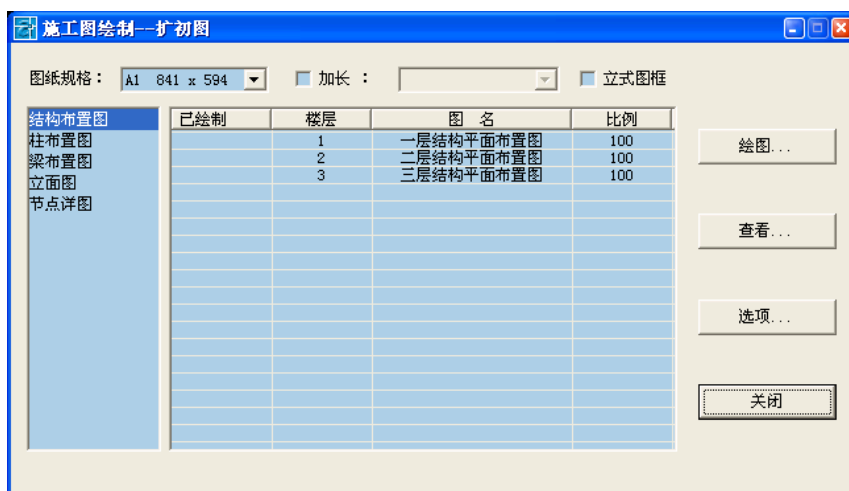 施工图绘制--扩初图
图纸规格： A1 841 x 594 加长 ： 立式图框
结构布置图
柱布置图
梁布置图
立面图
节点详图
已绘制 楼层 图 名 比例
1 一层结构平面布置图 100
2 二层结构平面布置图 100
3 三层结构平面布置图 100
绘图...
查看...
选项...
关闭